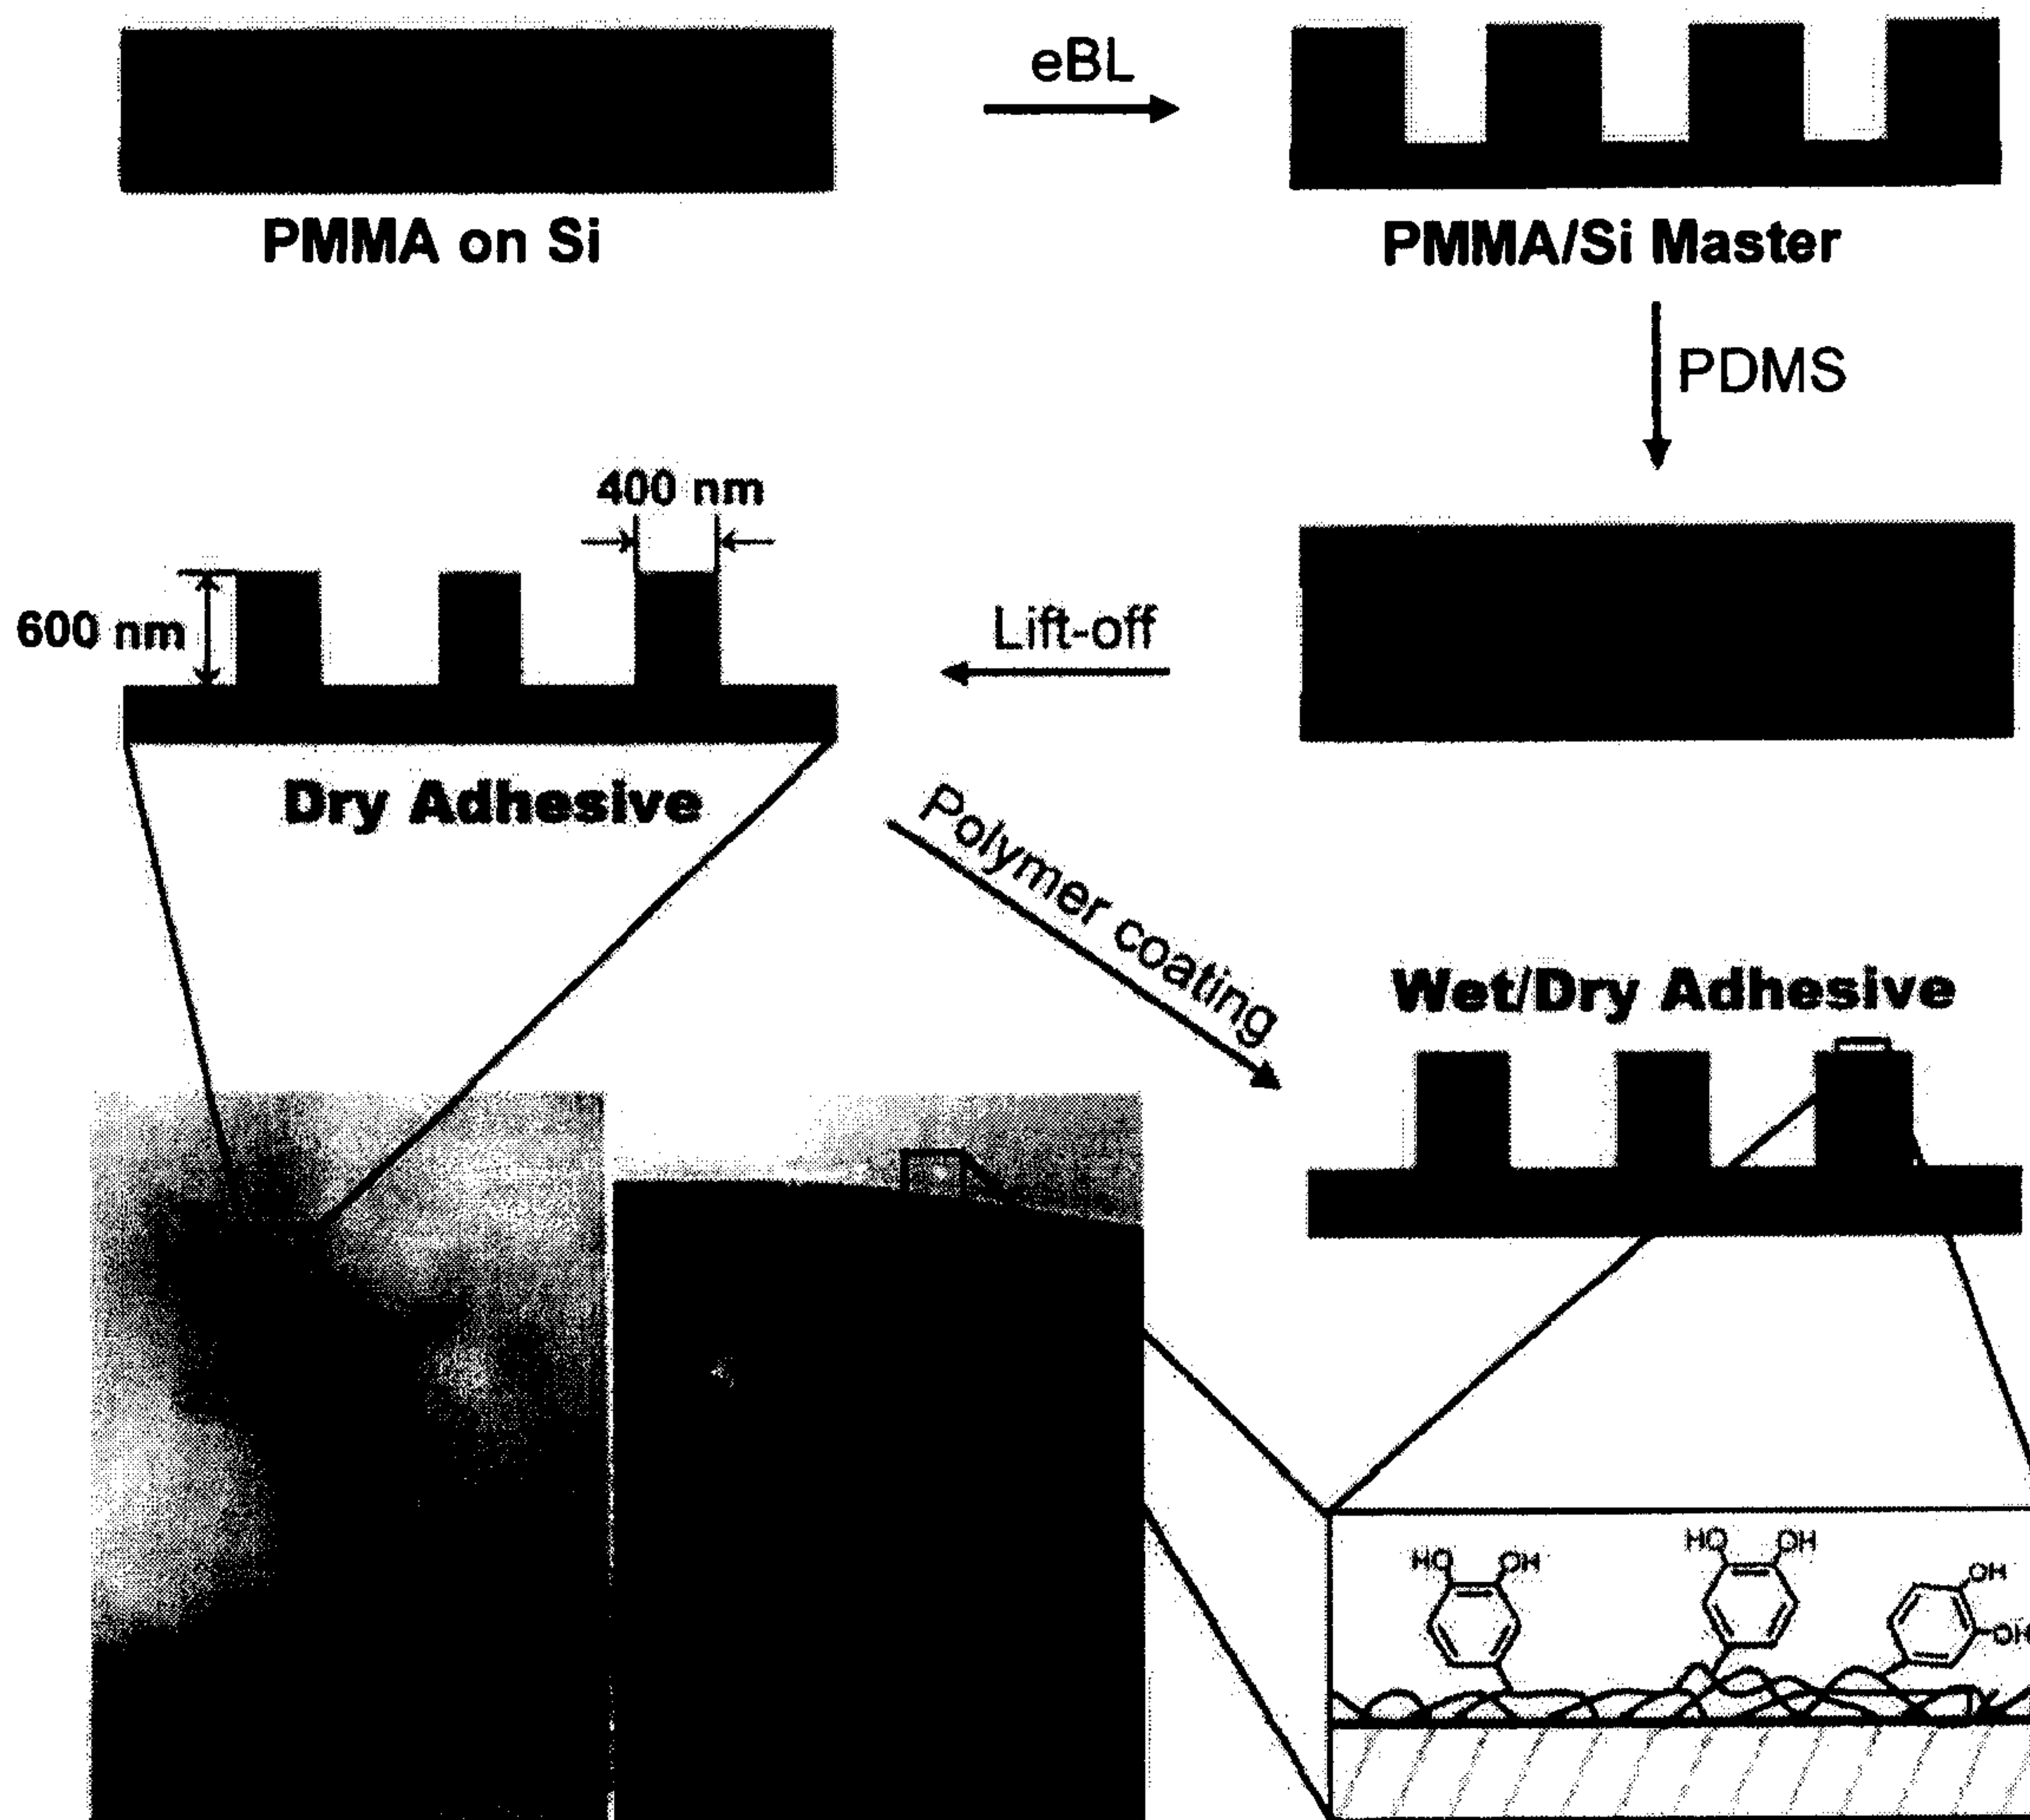 eBL
PMMA on Si
PMMA/Si Master
PDMS
400 nm
600 nm
Lift-off
Dry Adhesive
Polymer coating
Wet/Dry Adhesive
HO OH
HO OH
OH
OH